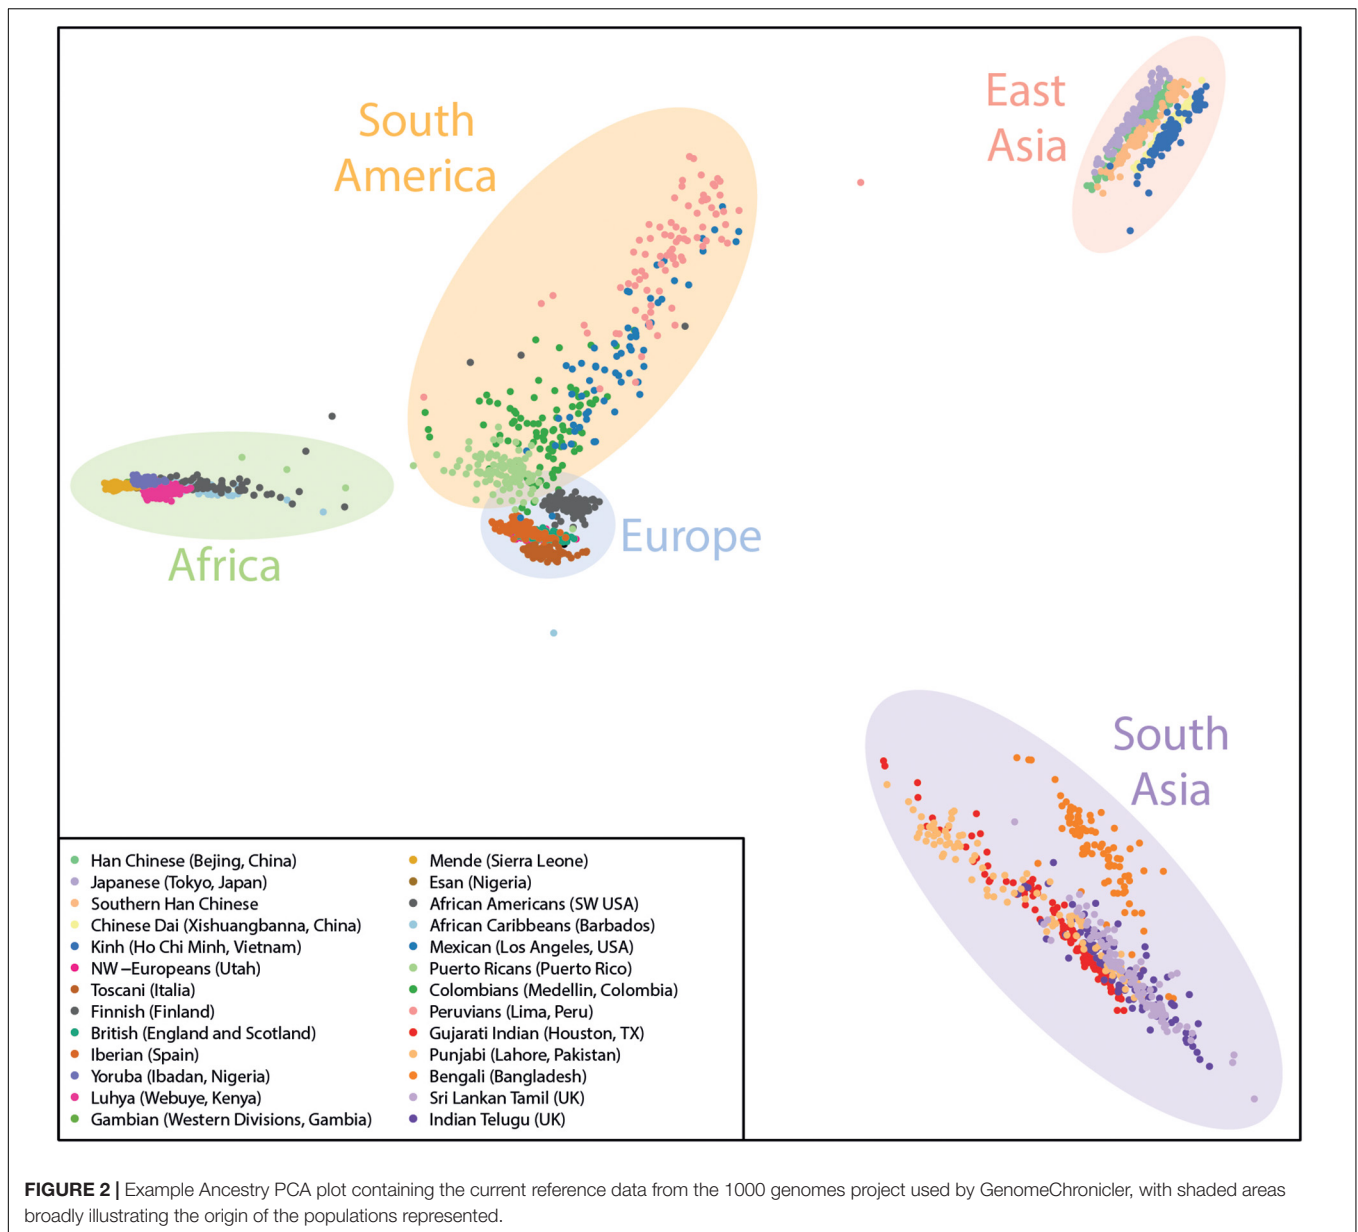 South
America
East
Asia
Africa
Europe
South
Asia
Han Chinese (Bejing, China)
Japanese (Tokyo, Japan)
Southern Han Chinese
Chinese Dai (Xishuangbanna, China)
Kinh (Ho Chi Minh, Vietnam)
NW –Europeans (Utah)
Toscani (Italia)
Finnish (Finland)
British (England and Scotland)
Iberian (Spain)
Yoruba (Ibadan, Nigeria)
Luhya (Webuye, Kenya)
Gambian (Western Divisions, Gambia)
Mende (Sierra Leone)
Esan (Nigeria)
African Americans (SW USA)
African Caribbeans (Barbados)
Mexican (Los Angeles, USA)
Puerto Ricans (Puerto Rico)
Colombians (Medellin, Colombia)
Peruvians (Lima, Peru)
Gujarati Indian (Houston, TX)
Punjabi (Lahore, Pakistan)
Bengali (Bangladesh)
Sri Lankan Tamil (UK)
Indian Telugu (UK)
FIGURE 2 | Example Ancestry PCA plot containing the current reference data from the 1000 genomes project used by GenomeChronicler, with shaded areas
broadly illustrating the origin of the populations represented.